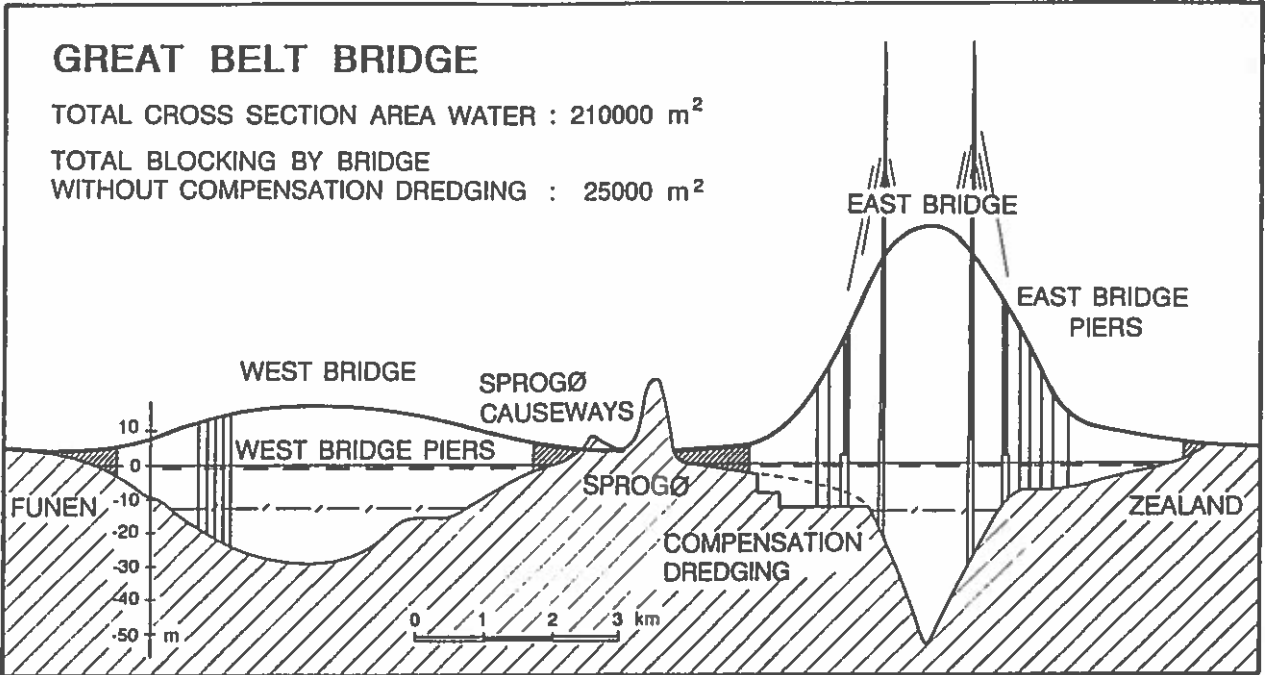 GREAT BELT BRIDGE
TOTAL CROSS SECTION AREA WATER : 210000 m²
TOTAL BLOCKING BY BRIDGE
WITHOUT COMPENSATION DREDGING : 25000 m²
EAST BRIDGE
EAST BRIDGE
PIERS
WEST BRIDGE
SPROGØ
CAUSEWAYS
WEST BRIDGE PIERS
10
0
-10
-20
-30
-40
-50 m
FUNEN
SPROGØ
ZEALAND
COMPENSATION
DREDGING
0 1 2 3 km